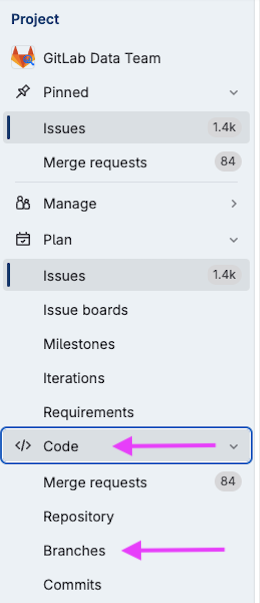 Project
GitLab Data Team
Pinned
Issues 1.4k
Merge requests 84
Manage
Plan
Issues 1.4k
Issue boards
Milestones
Iterations
Requirements
Code
Merge requests 84
Repository
Branches
Commits